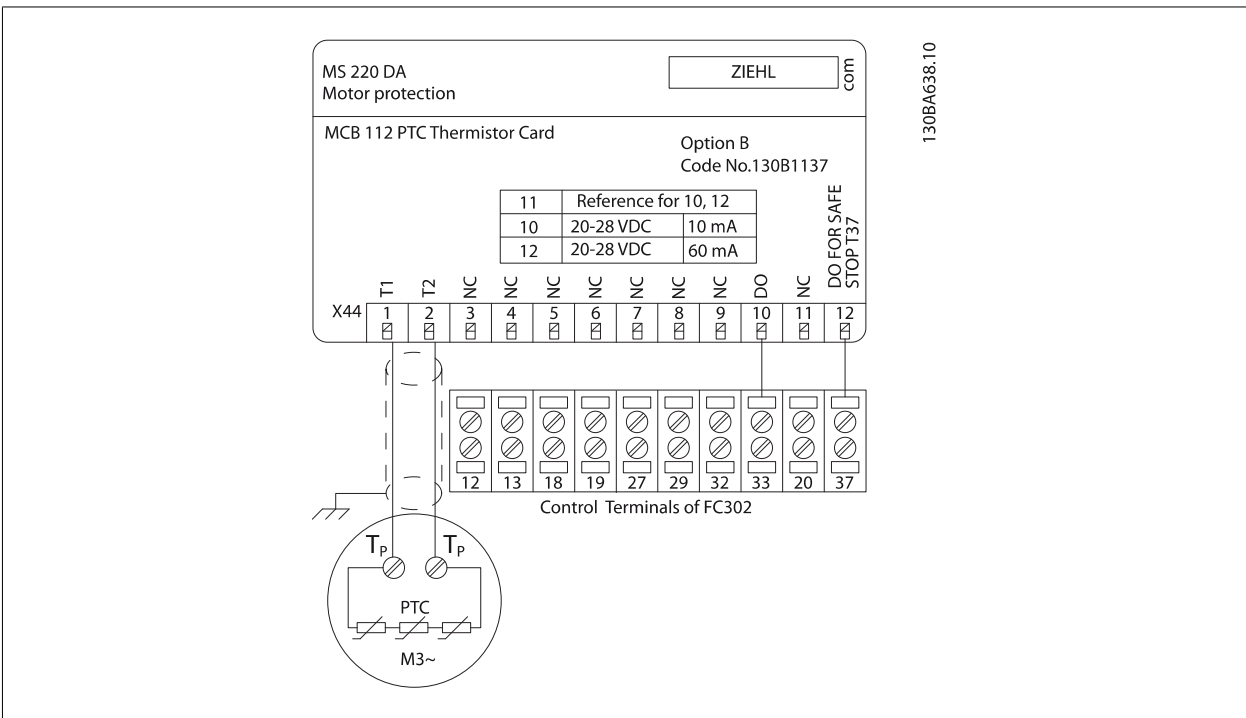 MS 220 DA
Motor protection
ZIEHL
com
130BA638.10
MCB 112 PTC Thermistor Card
Option B
Code No.130B1137
11 Reference for 10, 12
10 20-28 VDC 10 mA
12 20-28 VDC 60 mA
T1 T2 NC NC NC NC NC NC NC DO NC DO FOR SAFE
STOP T37
X44 1 2 3 4 5 6 7 8 9 10 11 12
12 13 18 19 27 29 32 33 20 37
Control Terminals of FC302
TP TP
PTC
M3~